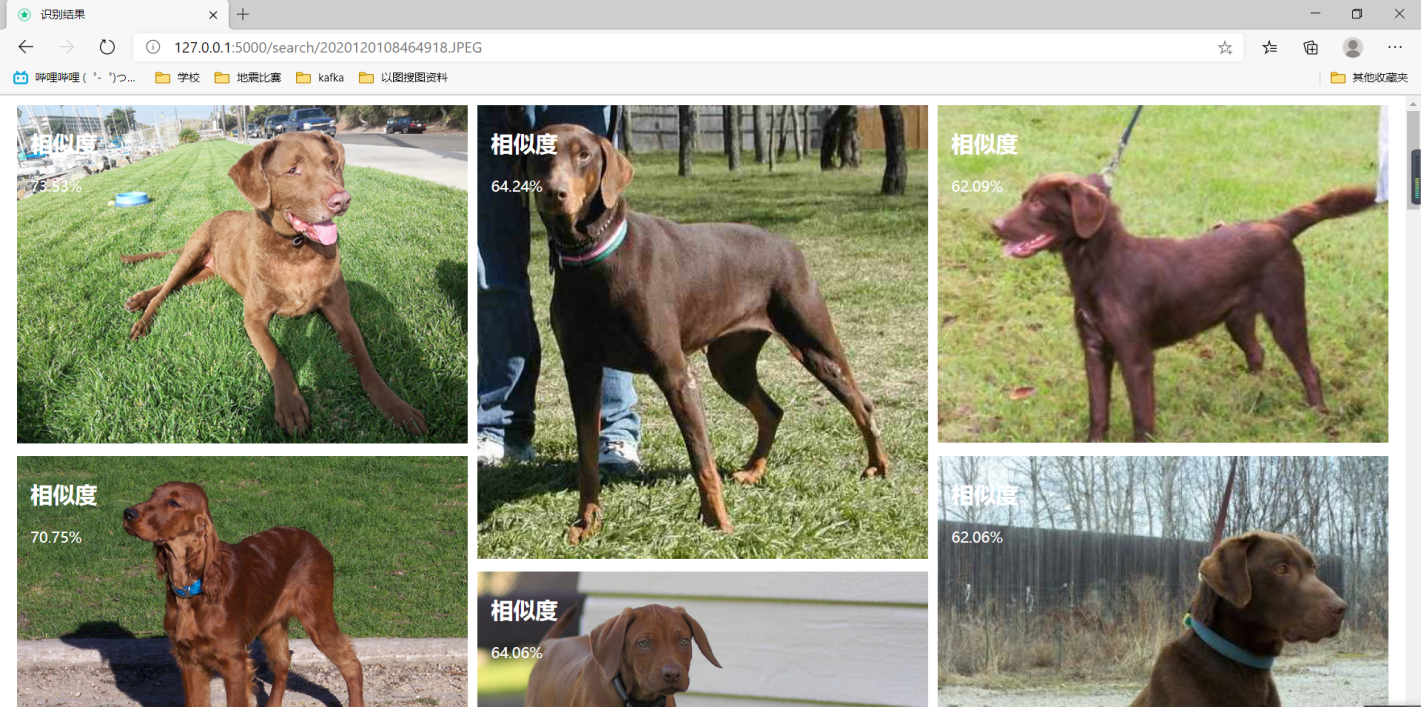 识别结果
127.0.0.1:5000/search/2020120108464918.JPEG
哔哩哔哩 (゜-゜)つ... 学校 地震比赛 kafka 以图搜图资料 其他收藏夹
相似度
73.53%
相似度
64.24%
相似度
62.09%
相似度
70.75%
相似度
64.06%
相似度
62.06%